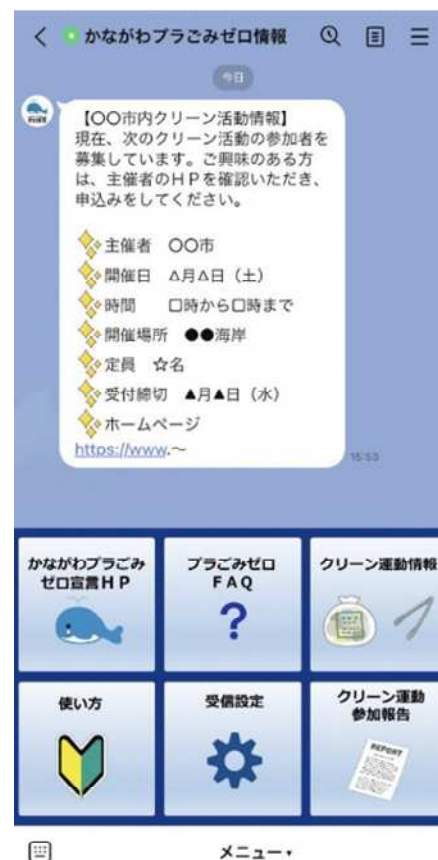 かながわプラごみゼロ情報
今日
【〇〇市内クリーン活動情報】
現在、次のクリーン活動の参加者を
募集しています。ご興味のある方
は、主催者のHPを確認いただき、
申込みをしてください。
主催者 〇〇市
開催日 △月△日(土)
時間 □時から□時まで
開催場所 ●●海岸
定員 ☆名
受付締切 ▲月▲日(水)
ホームページ
https://www.~
15:53
かながわプラごみ
ゼロ宣言HP
プラごみゼロ
FAQ
?
クリーン運動情報
使い方
受信設定
クリーン運動
参加報告
REPORT
メニュー▾